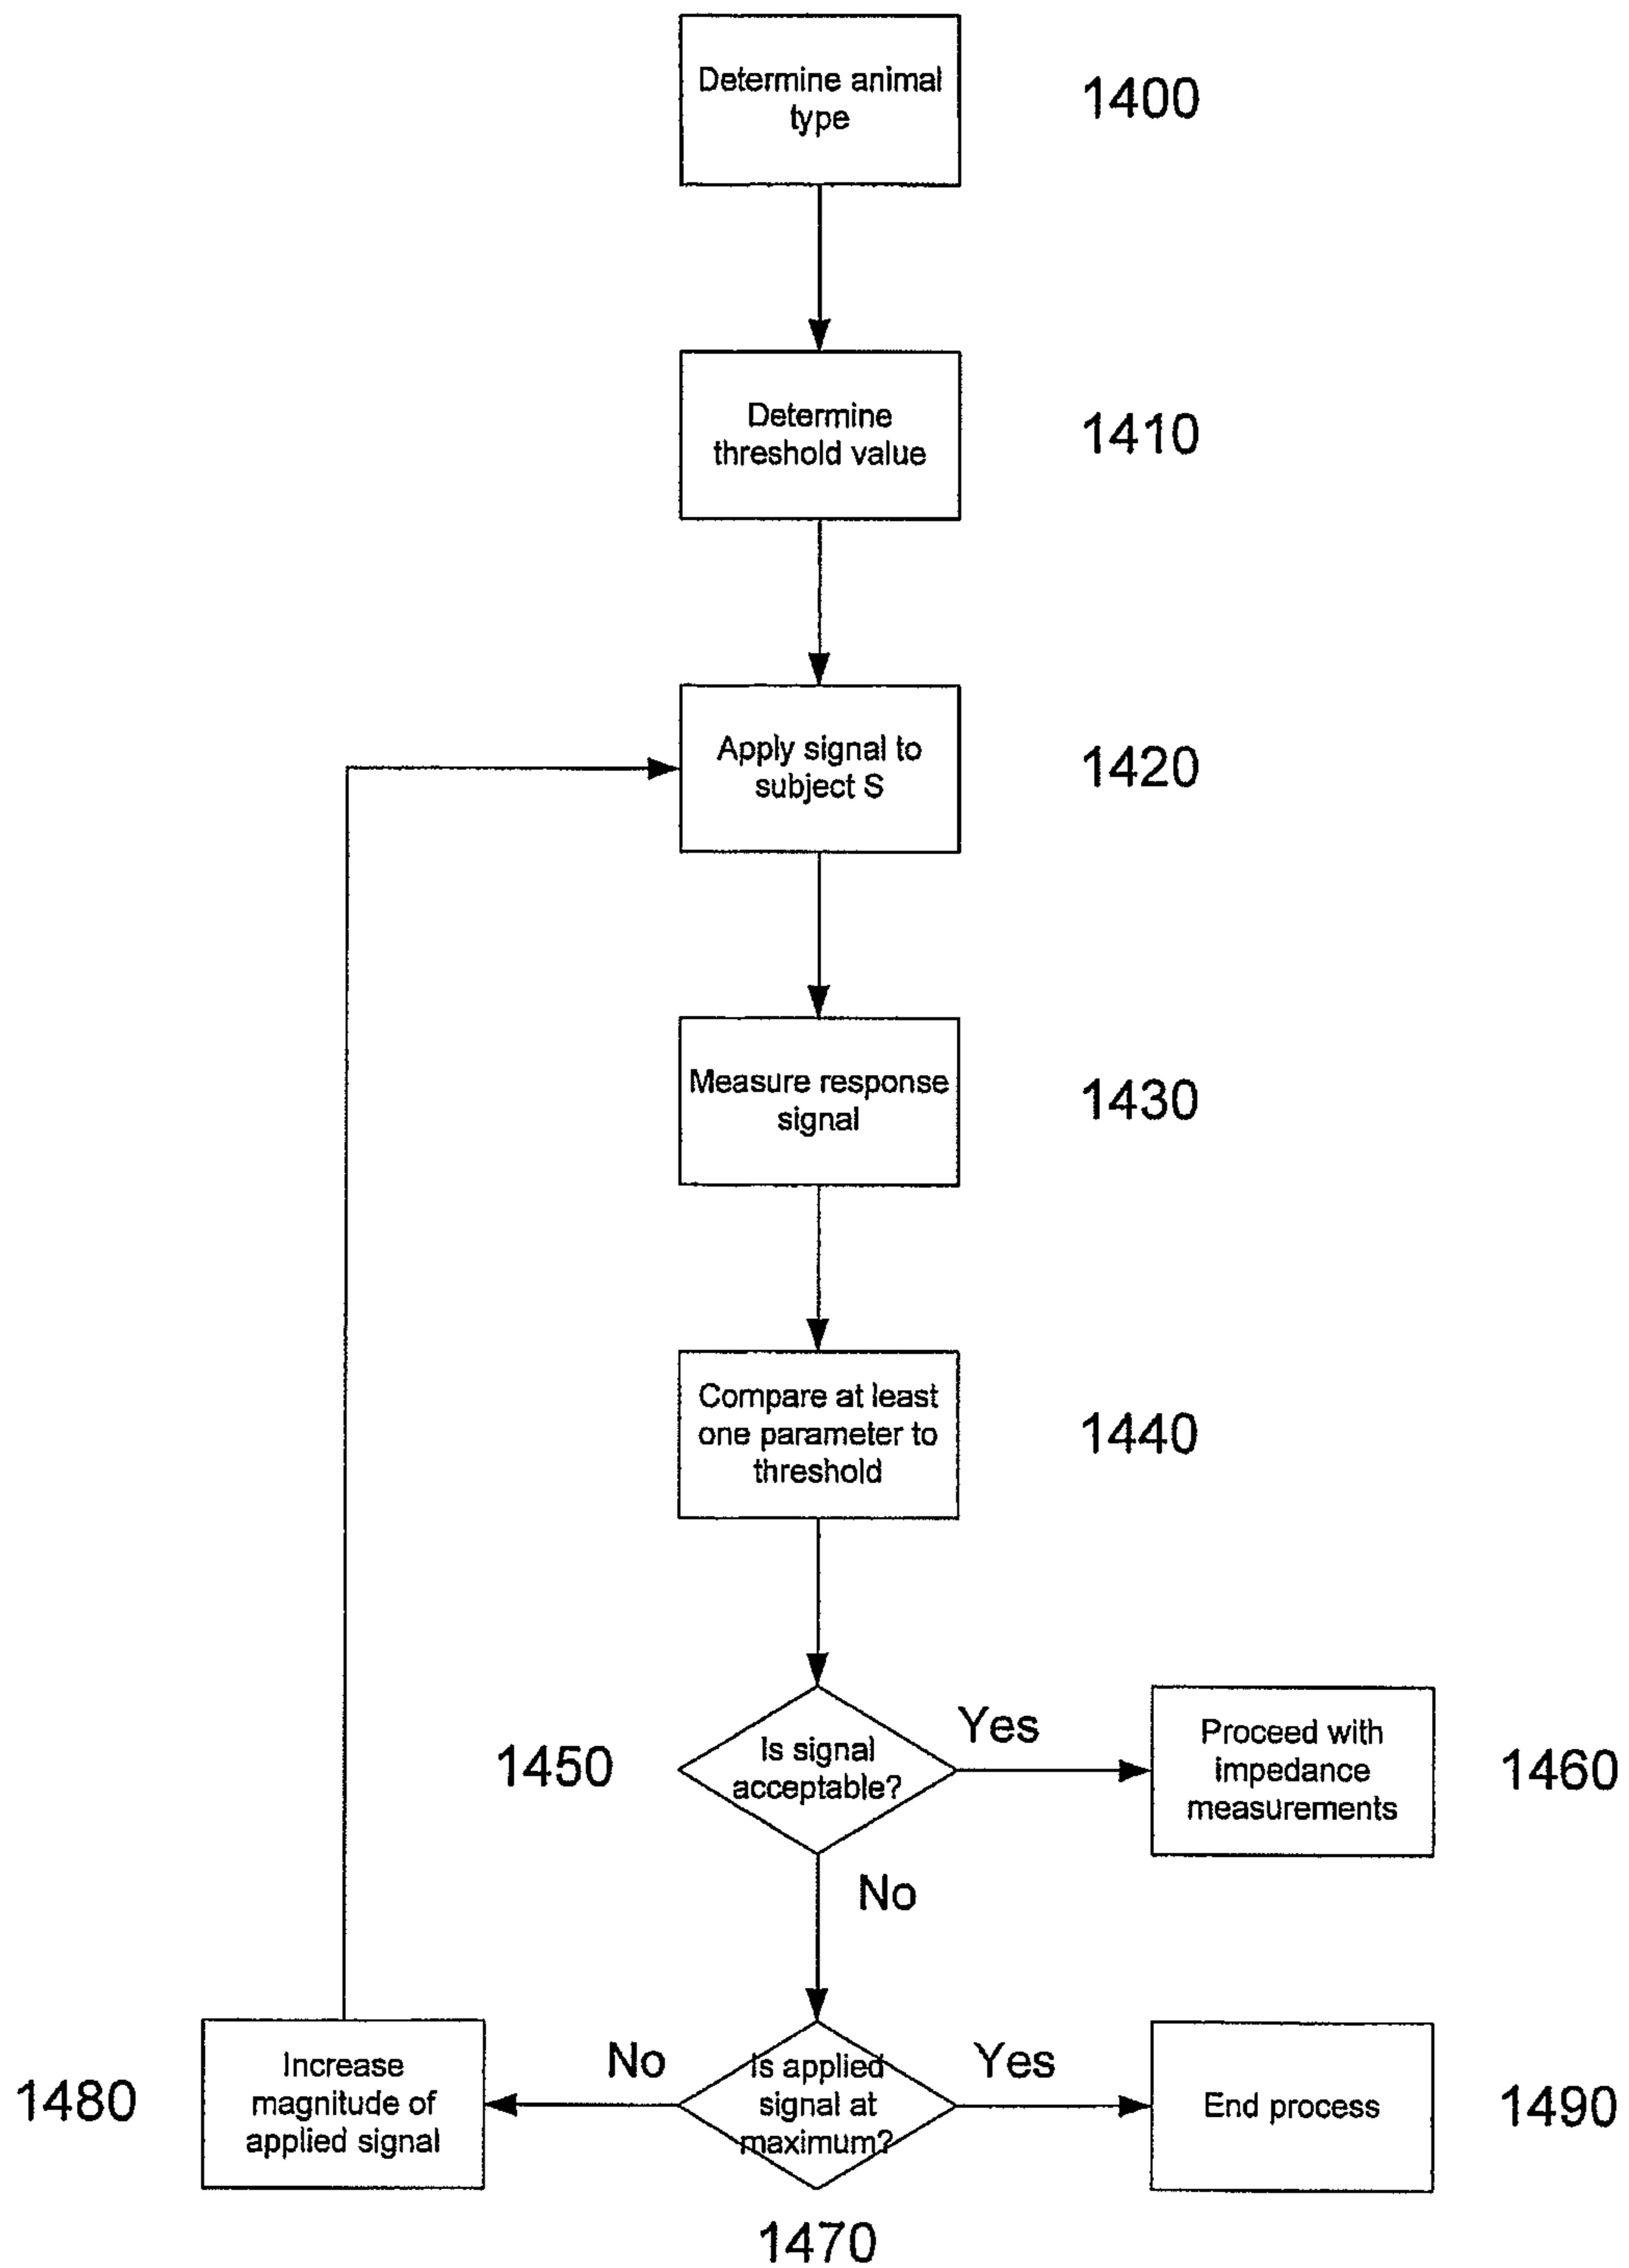 Determine animal
type
1400
Determine
threshold value
1410
Apply signal to
subject S
1420
Measure response
signal
1430
Compare at least
one parameter to
threshold
1440
1450
Is signal
acceptable?
Yes
Proceed with
impedance
measurements
1460
No
1480
Increase
magnitude of
applied signal
No
Is applied
signal at
maximum?
Yes
End process
1490
1470